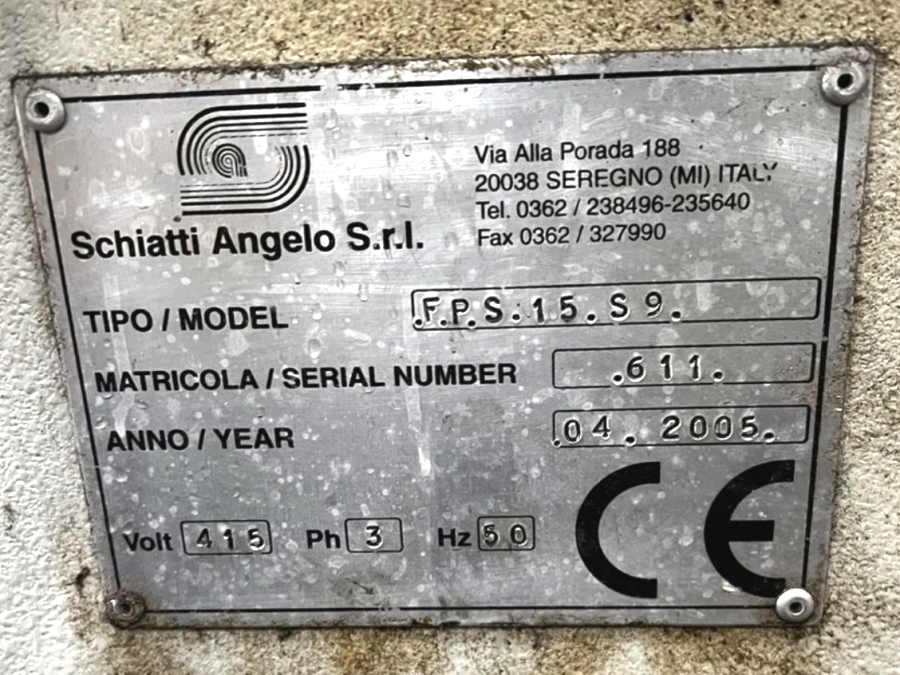 Schiatti Angelo S.r.l.
Via Alla Porada 188
20038 SEREGNO (MI) ITALY
Tel. 0362 / 238496-235640
Fax 0362 / 327990
TIPO / MODEL .F.P.S.15.S9.
MATRICOLA / SERIAL NUMBER .611.
ANNO / YEAR .04.2005.
Volt 415 Ph 3 Hz 50
CE